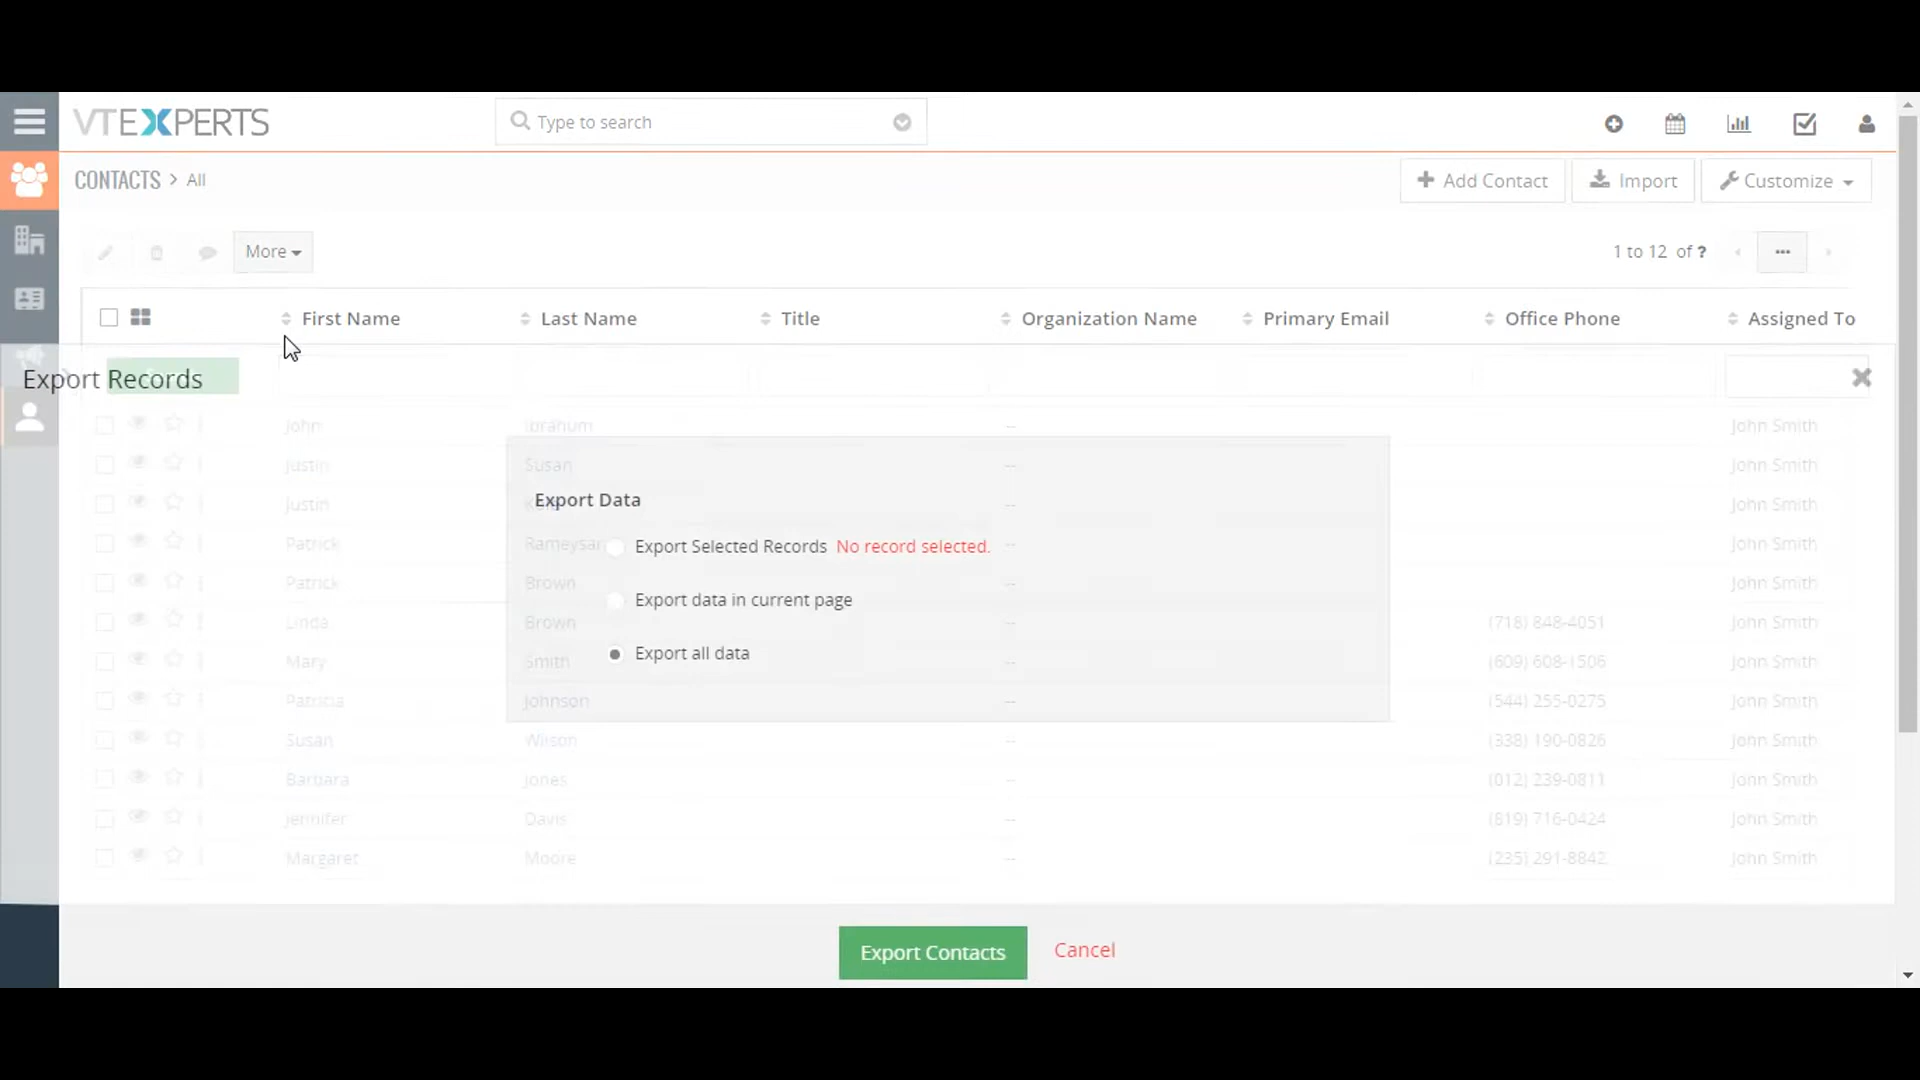 VTEXPERTS
Type to search
CONTACTS > All
Add Contact
Import
Customize
More
1 to 12 of ?
First Name Last Name Title Organization Name Primary Email Office Phone Assigned To
Export Records
John Ibrahum -- John Smith
Justin Susan -- John Smith
Export Data
Justin -- John Smith
Patrick Rameysar -- John Smith
Export Selected Records No record selected.
Patrick Brown -- John Smith
Export data in current page
Linda Brown -- (718) 848-4051 John Smith
Export all data
Mary Smith -- (609) 608-1506 John Smith
Patricia Johnson -- (544) 255-0275 John Smith
Susan Wilson -- (338) 190-0826 John Smith
Barbara Jones -- (012) 239-0811 John Smith
Jennifer Davis -- (819) 716-0424 John Smith
Margaret Moore -- (235) 291-8842 John Smith
Export Contacts
Cancel